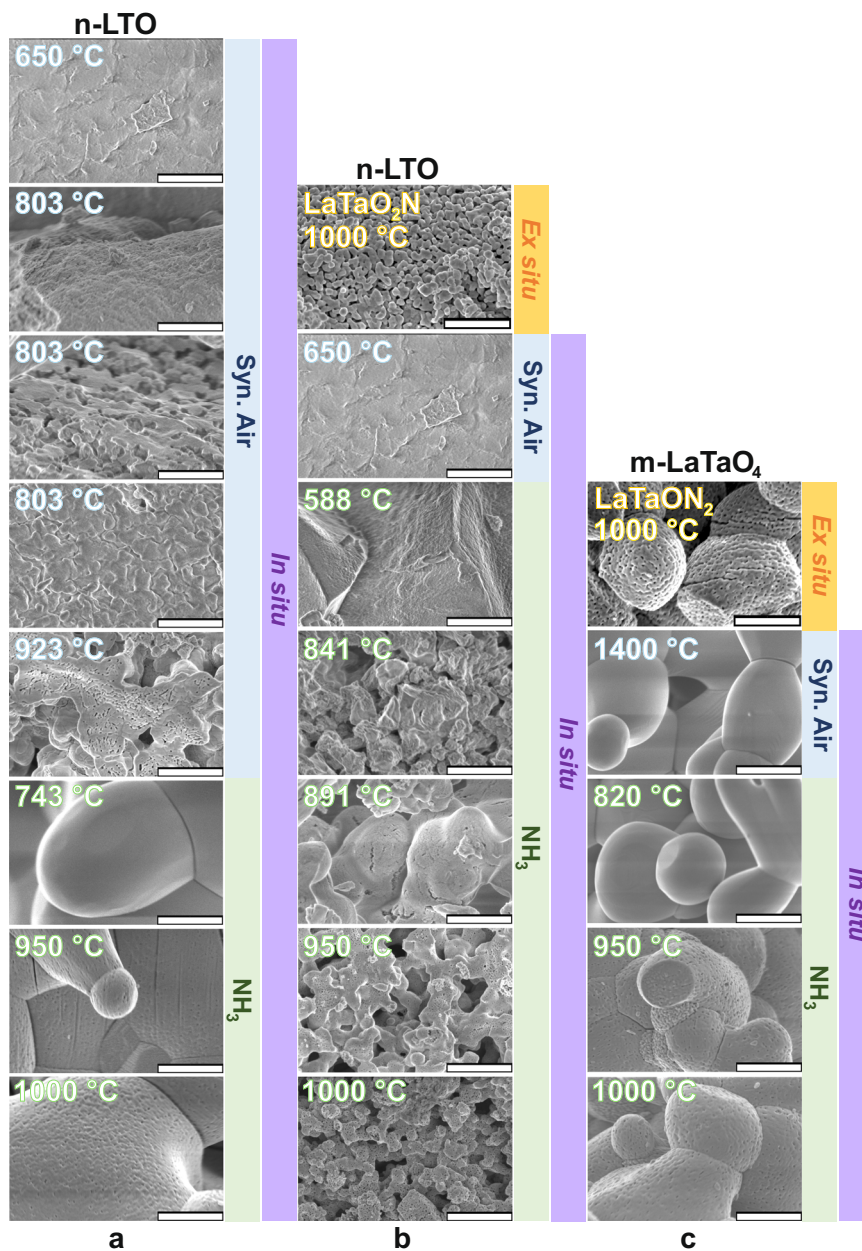 n-LTO
650 °C
803 °C
803 °C
803 °C
923 °C
743 °C
950 °C
1000 °C
Syn. Air
NH₃
In situ
a
n-LTO
LaTaO₂N
1000 °C
650 °C
588 °C
841 °C
891 °C
950 °C
1000 °C
Ex situ
Syn. Air
NH₃
In situ
b
m-LaTaO₄
LaTaON₂
1000 °C
1400 °C
820 °C
950 °C
1000 °C
Ex situ
Syn. Air
NH₃
In situ
c